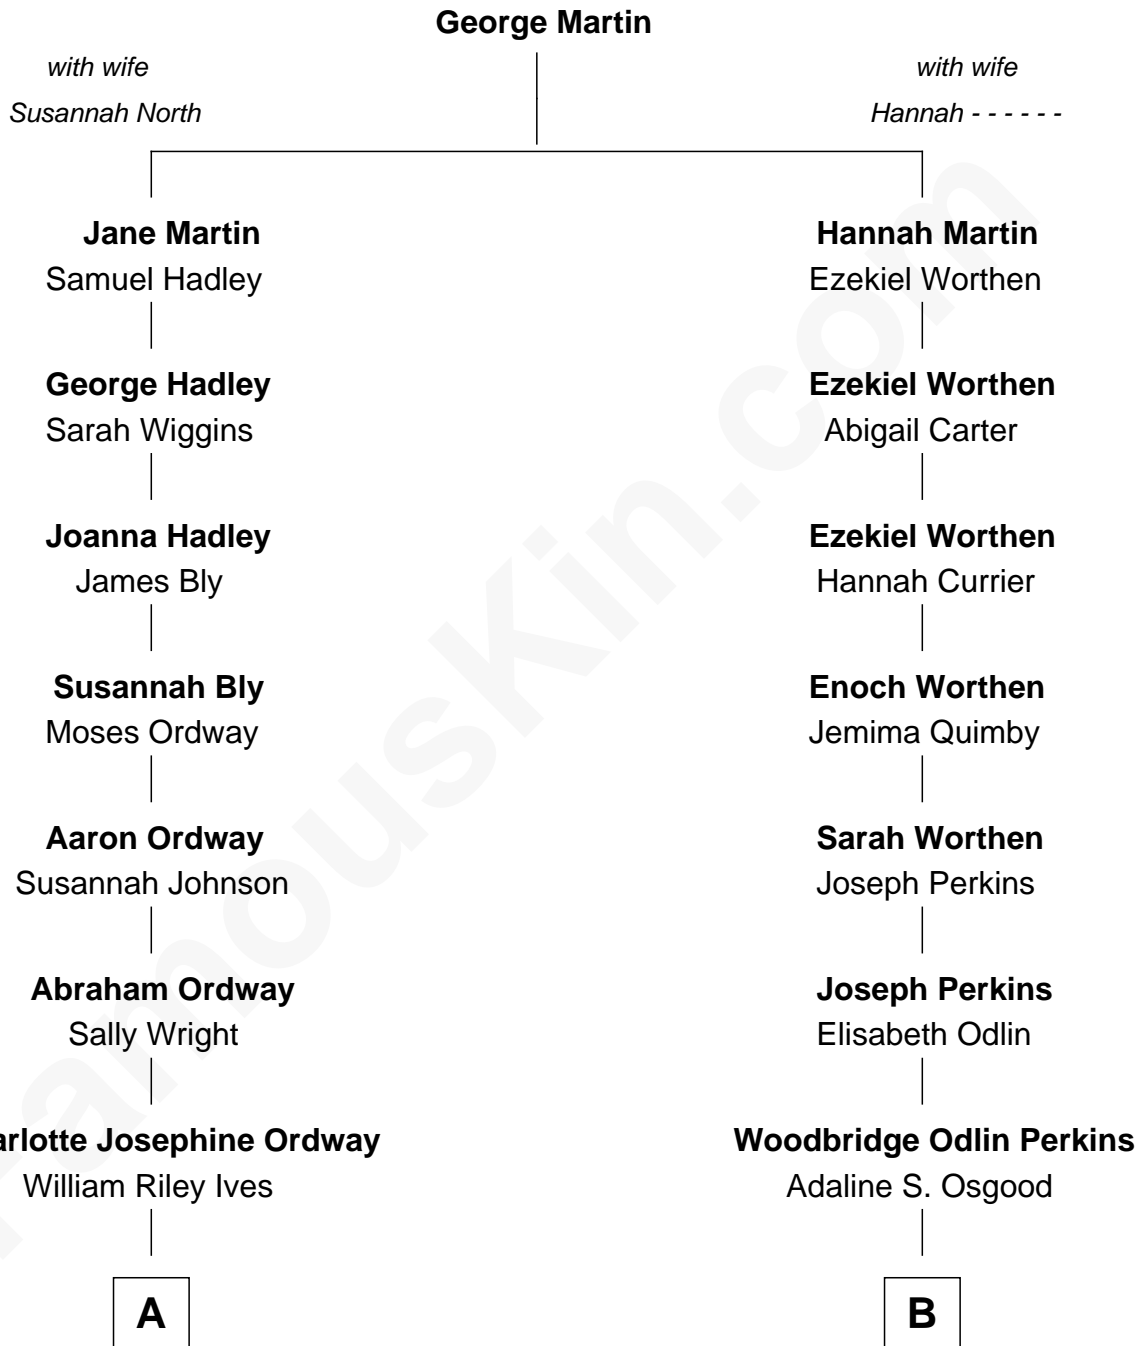 George Martin
with wife
Susannah North
with wife
Hannah - - - - - -
Jane Martin
Samuel Hadley
Hannah Martin
Ezekiel Worthen
George Hadley
Sarah Wiggins
Ezekiel Worthen
Abigail Carter
Joanna Hadley
James Bly
Ezekiel Worthen
Hannah Currier
Susannah Bly
Moses Ordway
Enoch Worthen
Jemima Quimby
Aaron Ordway
Susannah Johnson
Sarah Worthen
Joseph Perkins
Abraham Ordway
Sally Wright
Joseph Perkins
Elisabeth Odlin
arlotte Josephine Ordway
William Riley Ives
Woodbridge Odlin Perkins
Adaline S. Osgood
A
B
FamousKin.com